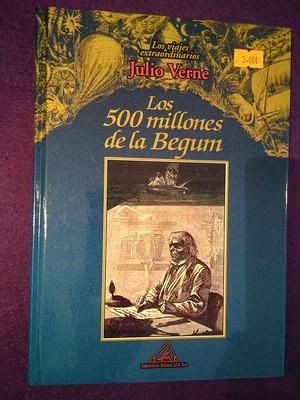 Los viajes
extraordinarios
Julio Verne
Los
500 millones
de la Begum